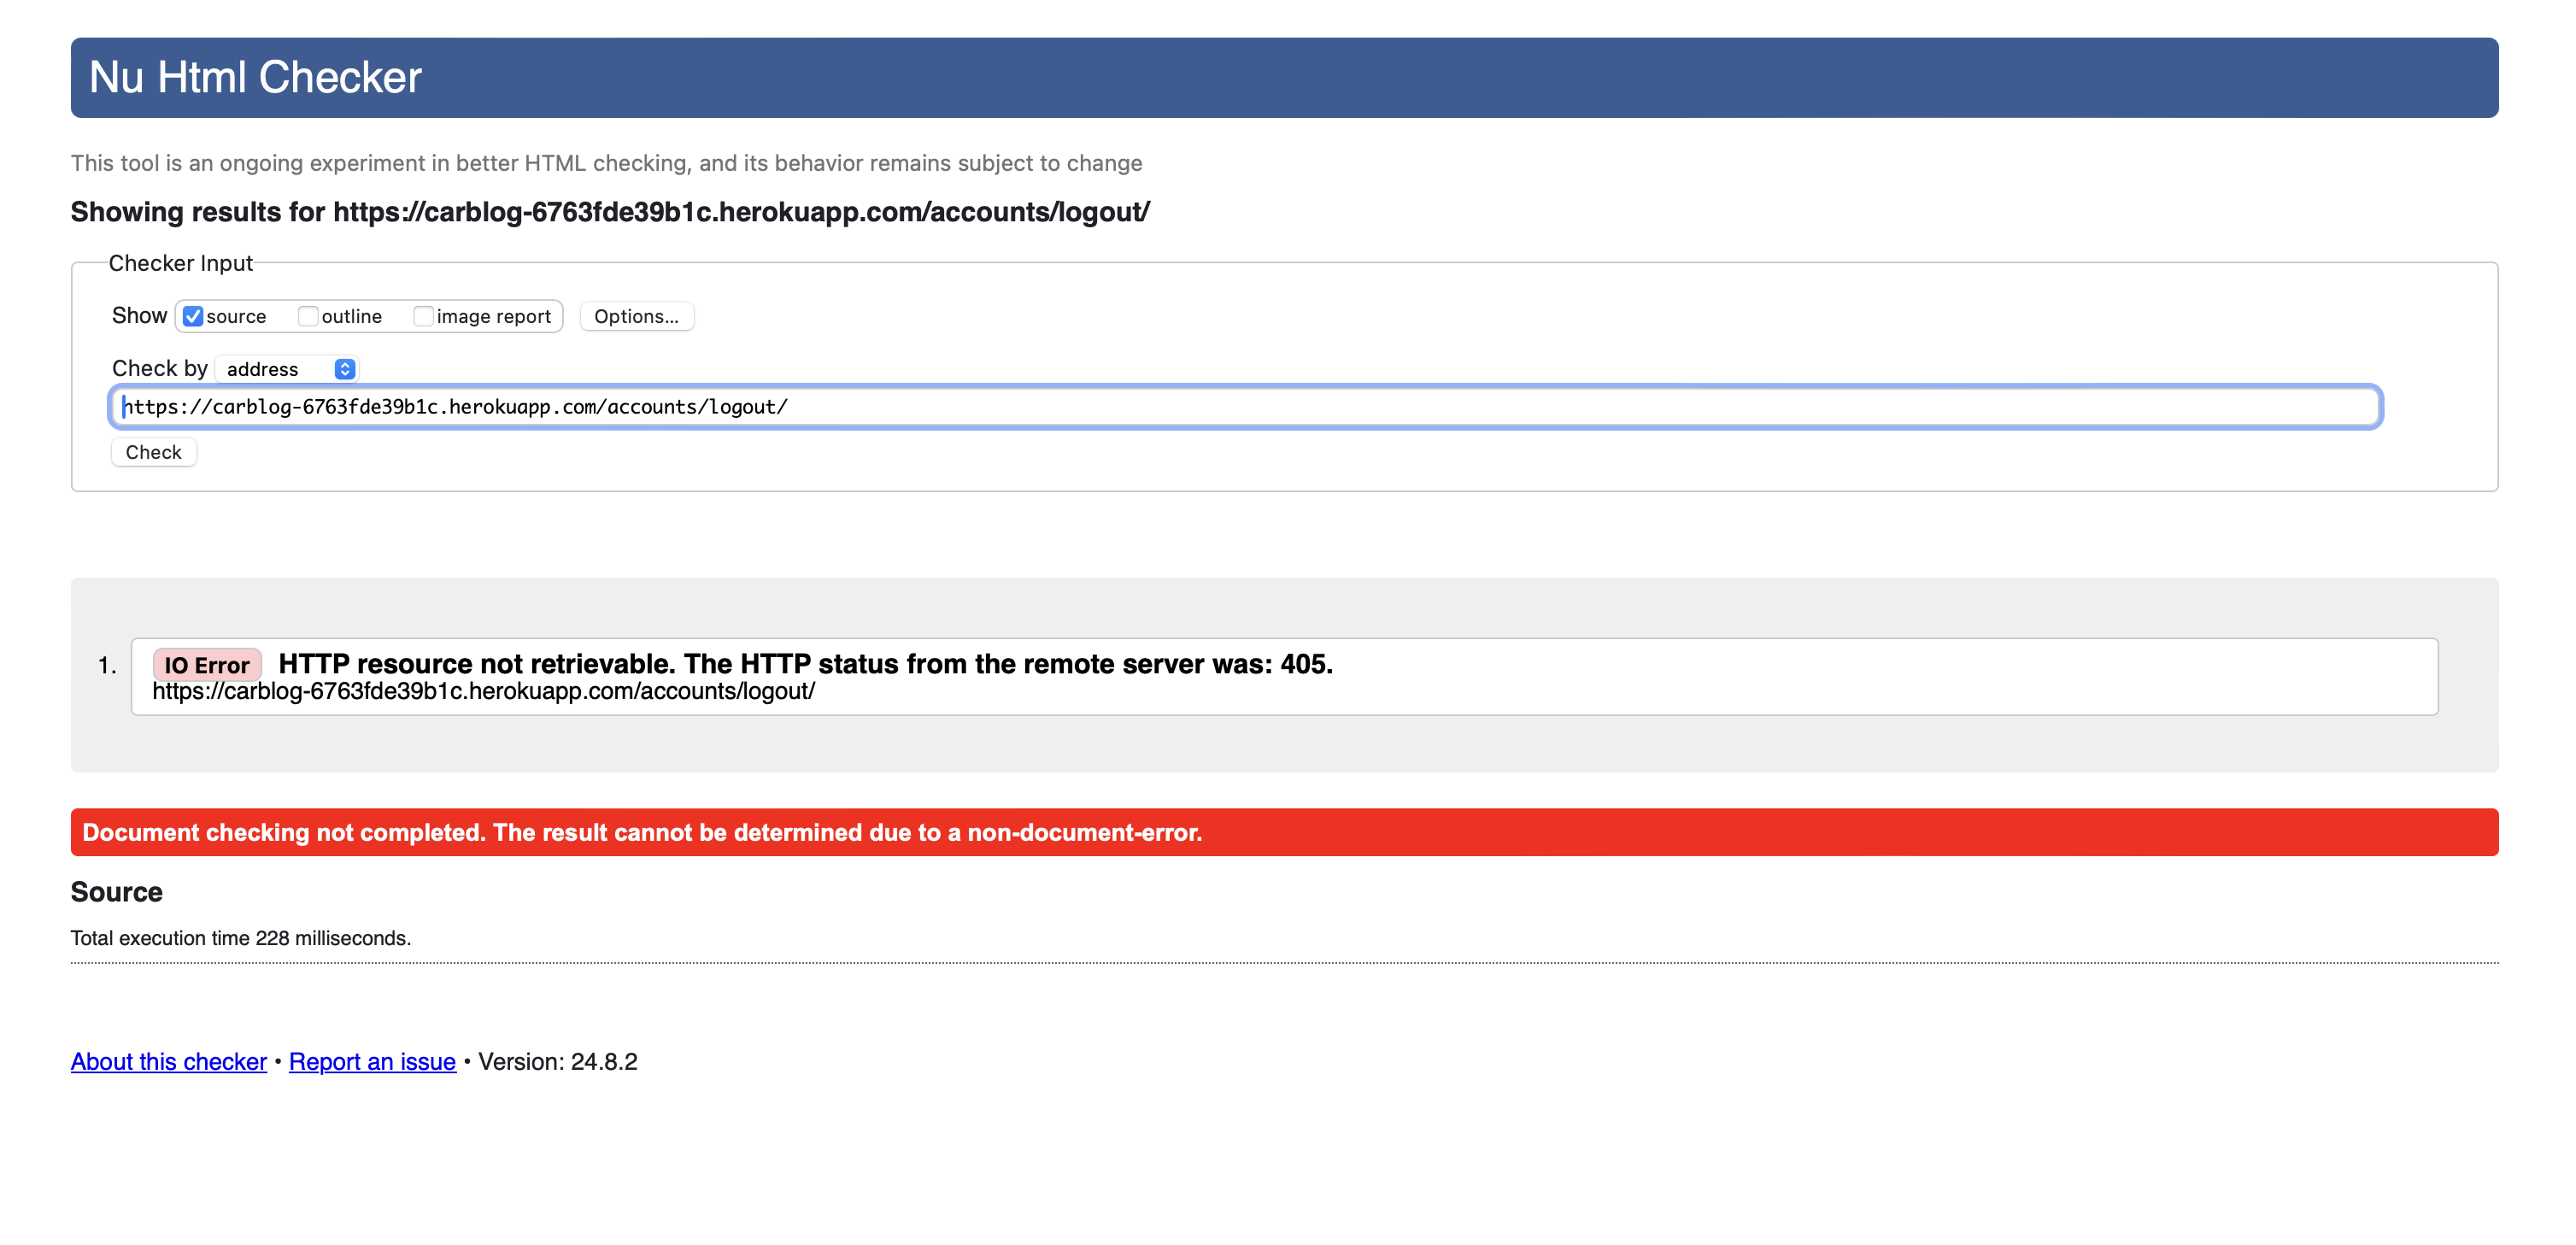 Nu Html Checker
This tool is an ongoing experiment in better HTML checking, and its behavior remains subject to change
Showing results for https://carblog-6763fde39b1c.herokuapp.com/accounts/logout/
Checker Input
Show source outline image report Options...
Check by address
https://carblog-6763fde39b1c.herokuapp.com/accounts/logout/
Check
1. IO Error HTTP resource not retrievable. The HTTP status from the remote server was: 405.
https://carblog-6763fde39b1c.herokuapp.com/accounts/logout/
Document checking not completed. The result cannot be determined due to a non-document-error.
Source
Total execution time 228 milliseconds.
About this checker • Report an issue • Version: 24.8.2